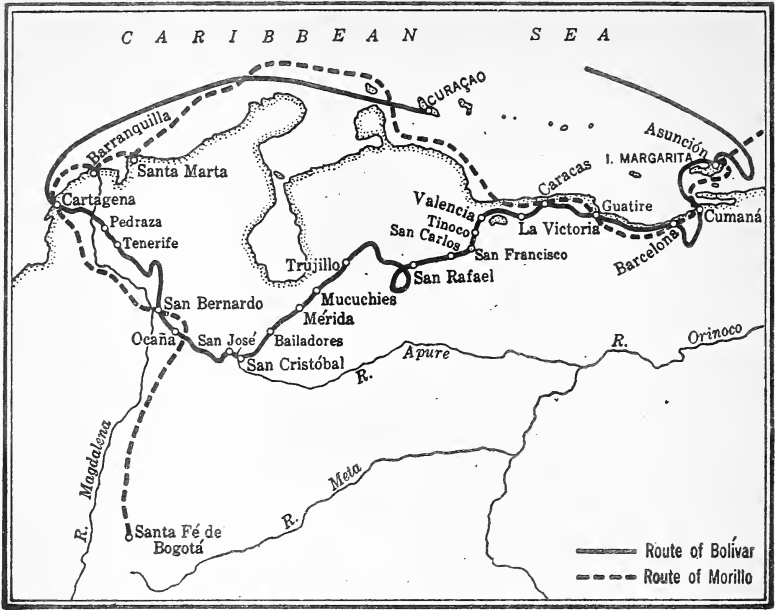 CARIBBEAN SEA
CURAÇAO
Barranquilla
Santa Marta
Asunción
I. MARGARITA
Cartagena
Caracas
Guatire
Cumaná
Valencia
La Victoria
Pedraza
Tinoco
Tenerife
San Carlos
San Francisco
Barcelona
Trujillo
San Rafael
San Bernardo
Mucuchies
Mérida
Ocaña
San José
Bailadores
San Cristóbal
R. Apure
R. Orinoco
R. Magdalena
R. Meta
Santa Fé de
Bogotá
Route of Bolívar
Route of Morillo